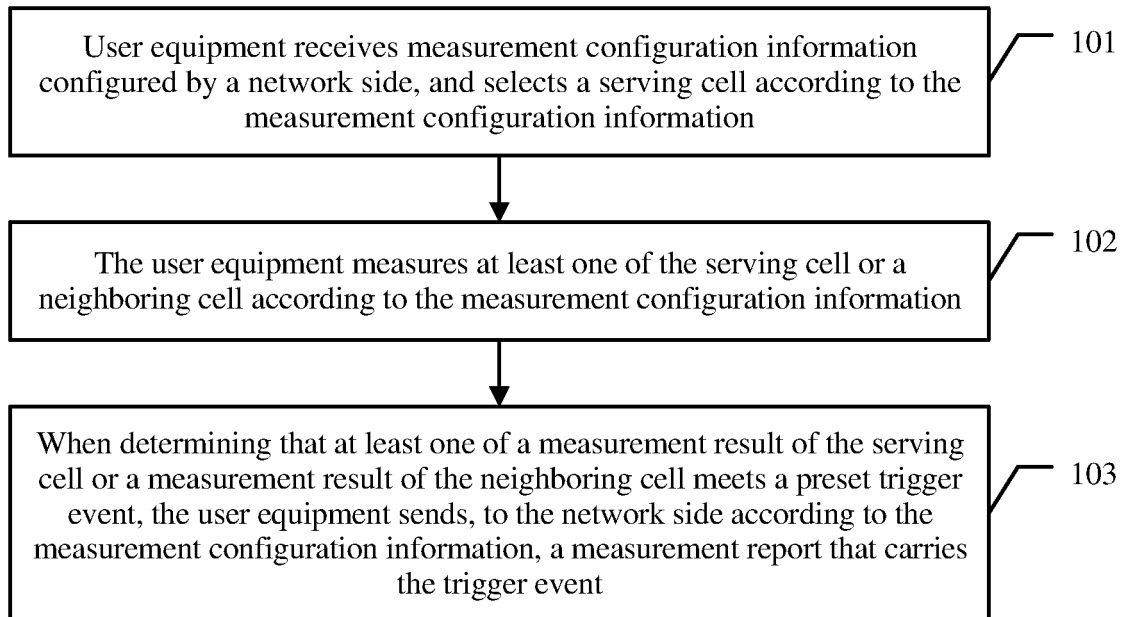 User equipment receives measurement configuration information
configured by a network side, and selects a serving cell according to the
measurement configuration information
101
The user equipment measures at least one of the serving cell or a
neighboring cell according to the measurement configuration information
102
When determining that at least one of a measurement result of the serving
cell or a measurement result of the neighboring cell meets a preset trigger
event, the user equipment sends, to the network side according to the
measurement configuration information, a measurement report that carries
the trigger event
103